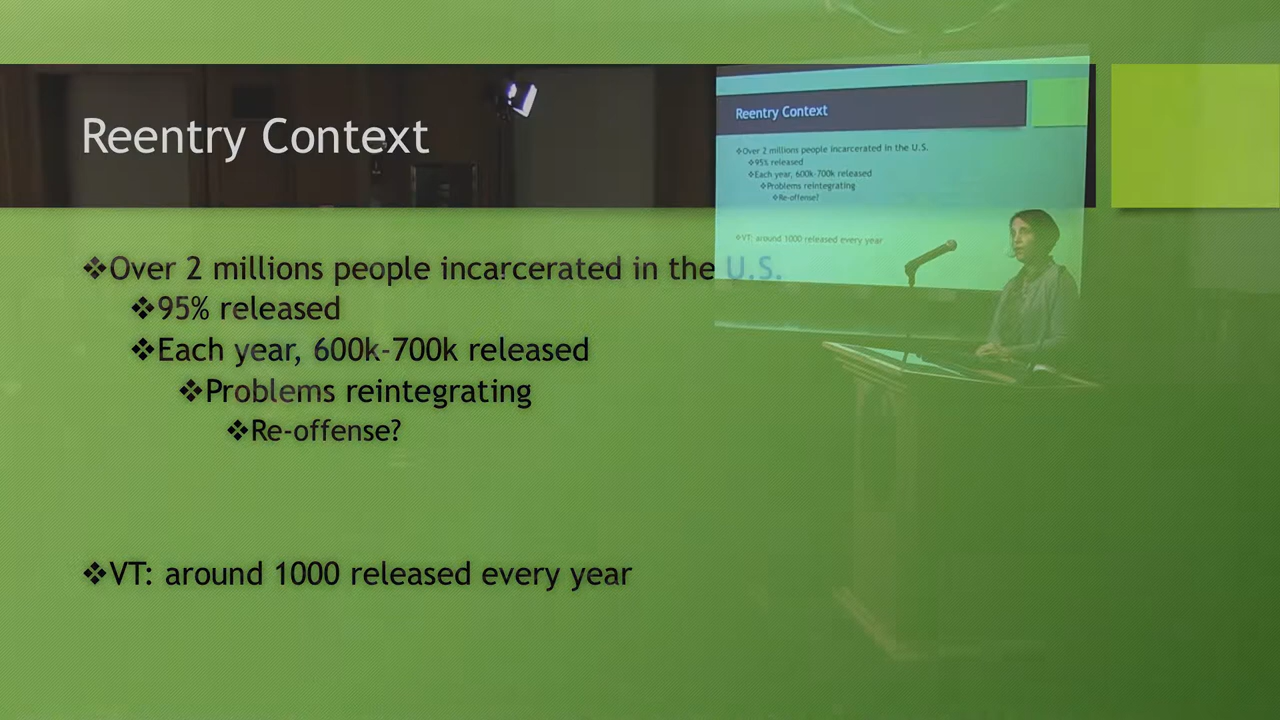 Reentry Context
❖Over 2 millions people incarcerated in the U.S.
❖95% released
❖Each year, 600k-700k released
❖Problems reintegrating
❖Re-offense?
❖VT: around 1000 released every year
Reentry Context
❖Over 2 millions people incarcerated in the U.S.
❖95% released
❖Each year, 600k-700k released
❖Problems reintegrating
❖Re-offense?
❖VT: around 1000 released every year